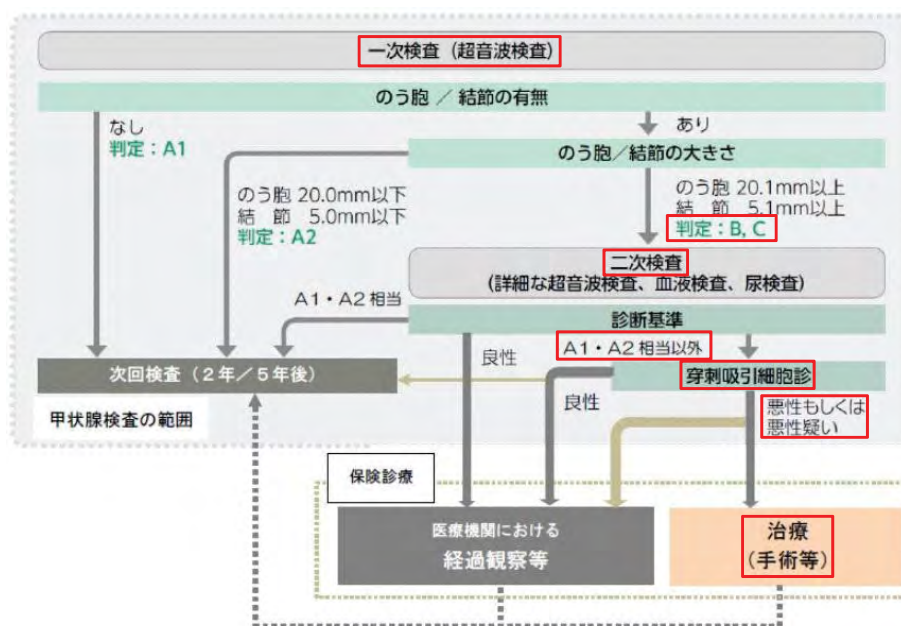 一次検査(超音波検査)
のう胞 / 結節の有無
なし
判定：A1
あり
のう胞/結節の大きさ
のう胞 20.0mm以下
結　節　5.0mm以下
判定：A2
のう胞 20.1mm以上
結　節　5.1mm以上
判定：B, C
二次検査
(詳細な超音波検査、血液検査、尿検査)
A1・A2 相当
診断基準
良性
A1・A2 相当以外
次回検査（2年／5年後）
穿刺吸引細胞診
良性
悪性もしくは
悪性疑い
甲状腺検査の範囲
保険診療
医療機関における
経過観察等
治療
(手術等)